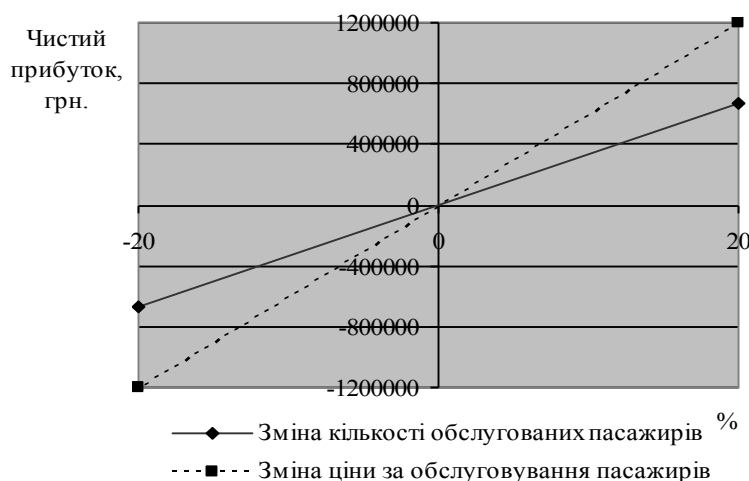 Чистий
прибуток,
грн.
1200000
800000
400000
0
-20
0
20
-400000
-800000
-1200000
%
Зміна кількості обслугованих пасажирів
Зміна ціни за обслуговування пасажирів